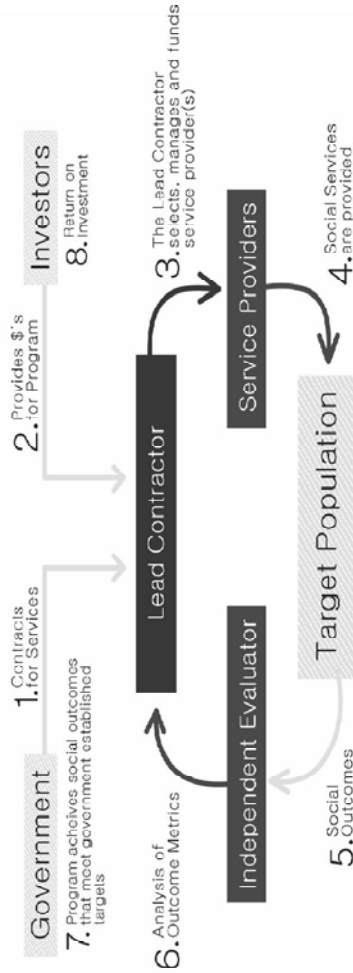 Government
1. Contracts
for Services
2. Provides $'s
for Program
Investors
7. Program acheives social outcomes
that meet government established
targets
8. Return on
Investment
Lead Contractor
3. The Lead Contractor
selects, manages and funds
service provider(s)
6. Analysis of
Outcome Metrics
Independent Evaluator
Service Providers
5. Social
Outcomes
Target Population
4. Social Services
are provided